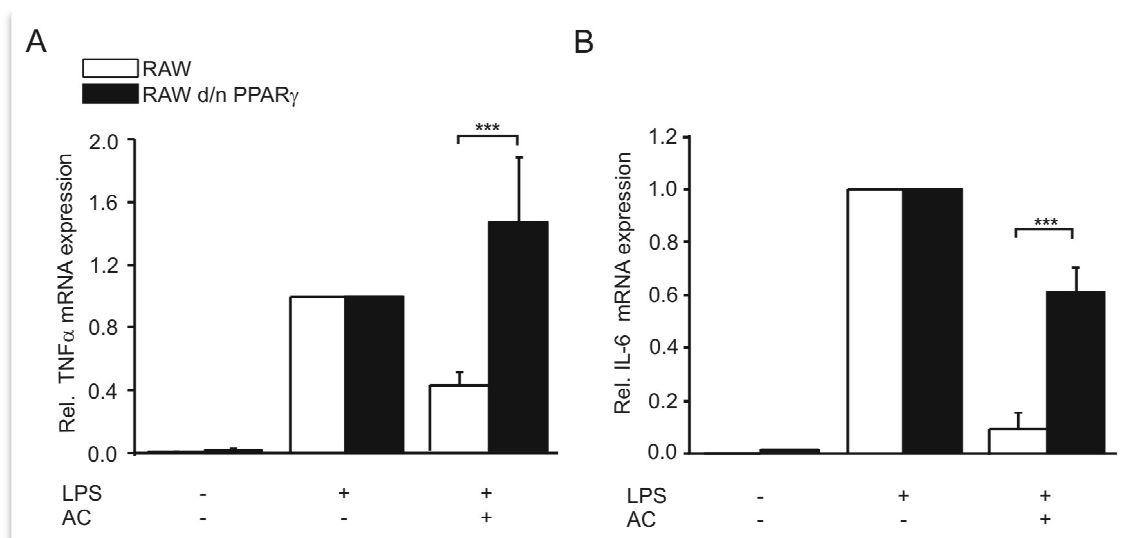 A
RAW
RAW d/n PPARγ
Rel. TNFα mRNA expression
2.0
1.6
1.2
0.8
0.4
0.0
***
LPS - + +
AC - - +
B
Rel. IL-6 mRNA expression
1.2
1.0
0.8
0.6
0.4
0.2
0.0
***
LPS - + +
AC - - +